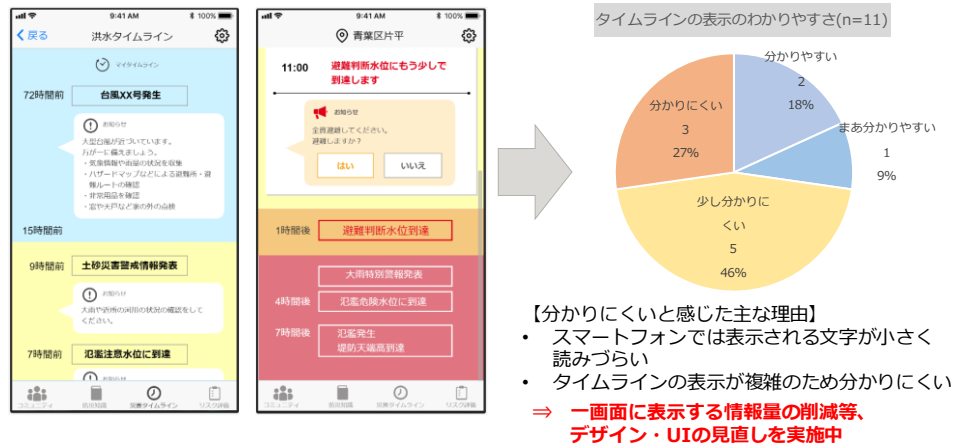 9:41 AM
100%
戻る
洪水タイムライン
マイタイムライン
72時間前
台風XX号発生
お知らせ
大型台風が近づいています。
万が一に備えましょう。
・気象情報や雨量の状況を収集
・ハザードマップなどによる避難所・避
難ルートの確認
・非常用品を確認
・窓や天戸など家の外の点検
15時間前
9時間前
土砂災害警戒情報発表
お知らせ
大雨や近所の河川の状況の確認をして
ください。
7時間前
氾濫注意水位に到達
お知らせ
コミュニティ
防災知識
災害タイムライン
リスク評価
9:41 AM
100%
青葉区片平
11:00
避難判断水位にもう少しで
到達します
お知らせ
全員避難してください。
避難しますか？
はい
いいえ
1時間後
避難判断水位到達
大雨特別警報発表
4時間後
氾濫危険水位に到達
7時間後
氾濫発生
堤防天端高到達
コミュニティ
防災知識
災害タイムライン
リスク評価
タイムラインの表示のわかりやすさ(n=11)
分かりやすい
2
18%
まあ分かりやすい
1
9%
少し分かりに
くい
5
46%
分かりにくい
3
27%
【分かりにくいと感じた主な理由】
• スマートフォンでは表示される文字が小さく
読みづらい
• タイムラインの表示が複雑のため分かりにくい
⇒ 一画面に表示する情報量の削減等、
デザイン・UIの見直しを実施中